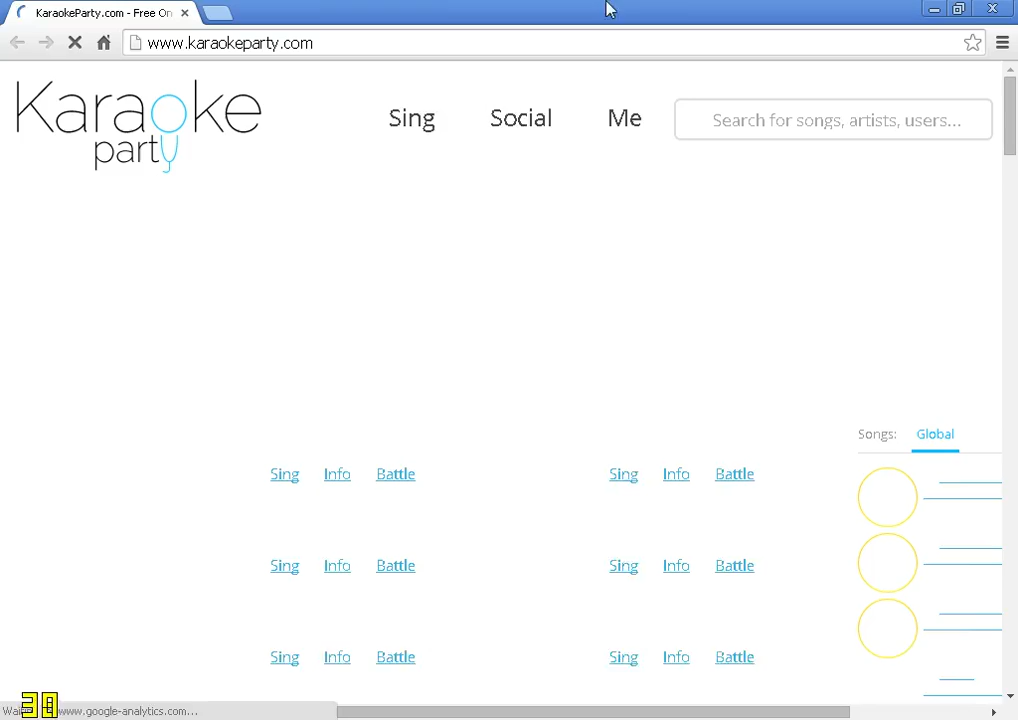 KaraokeParty.com - Free On
www.karaokeparty.com
Karaoke
party
Sing Social Me Search for songs, artists, users...
Songs: Global
Sing Info Battle Sing Info Battle
Sing Info Battle Sing Info Battle
Sing Info Battle Sing Info Battle
www.google-analytics.com...